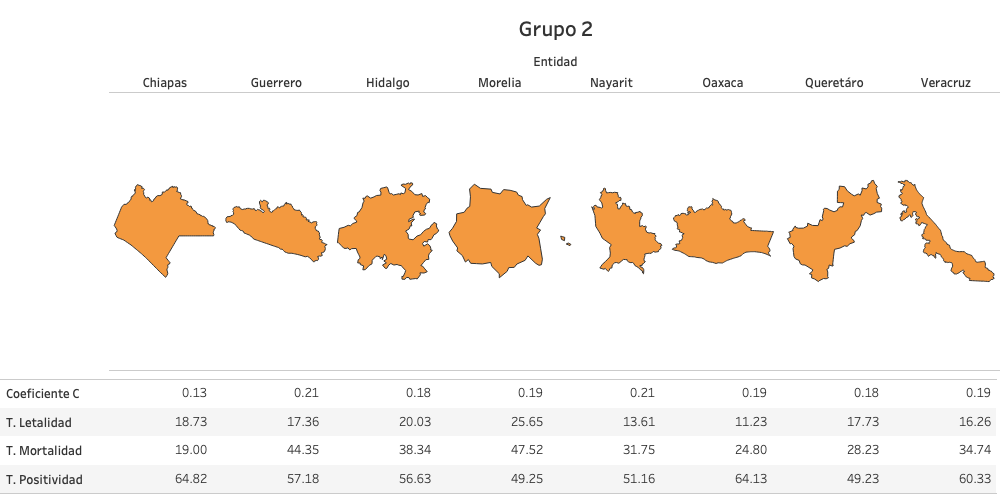 Grupo 2
Entidad
Chiapas Guerrero Hidalgo Morelia Nayarit Oaxaca Queretáro Veracruz
Coeficiente C 0.13 0.21 0.18 0.19 0.21 0.19 0.18 0.19
T. Letalidad 18.73 17.36 20.03 25.65 13.61 11.23 17.73 16.26
T. Mortalidad 19.00 44.35 38.34 47.52 31.75 24.80 28.23 34.74
T. Positividad 64.82 57.18 56.63 49.25 51.16 64.13 49.23 60.33